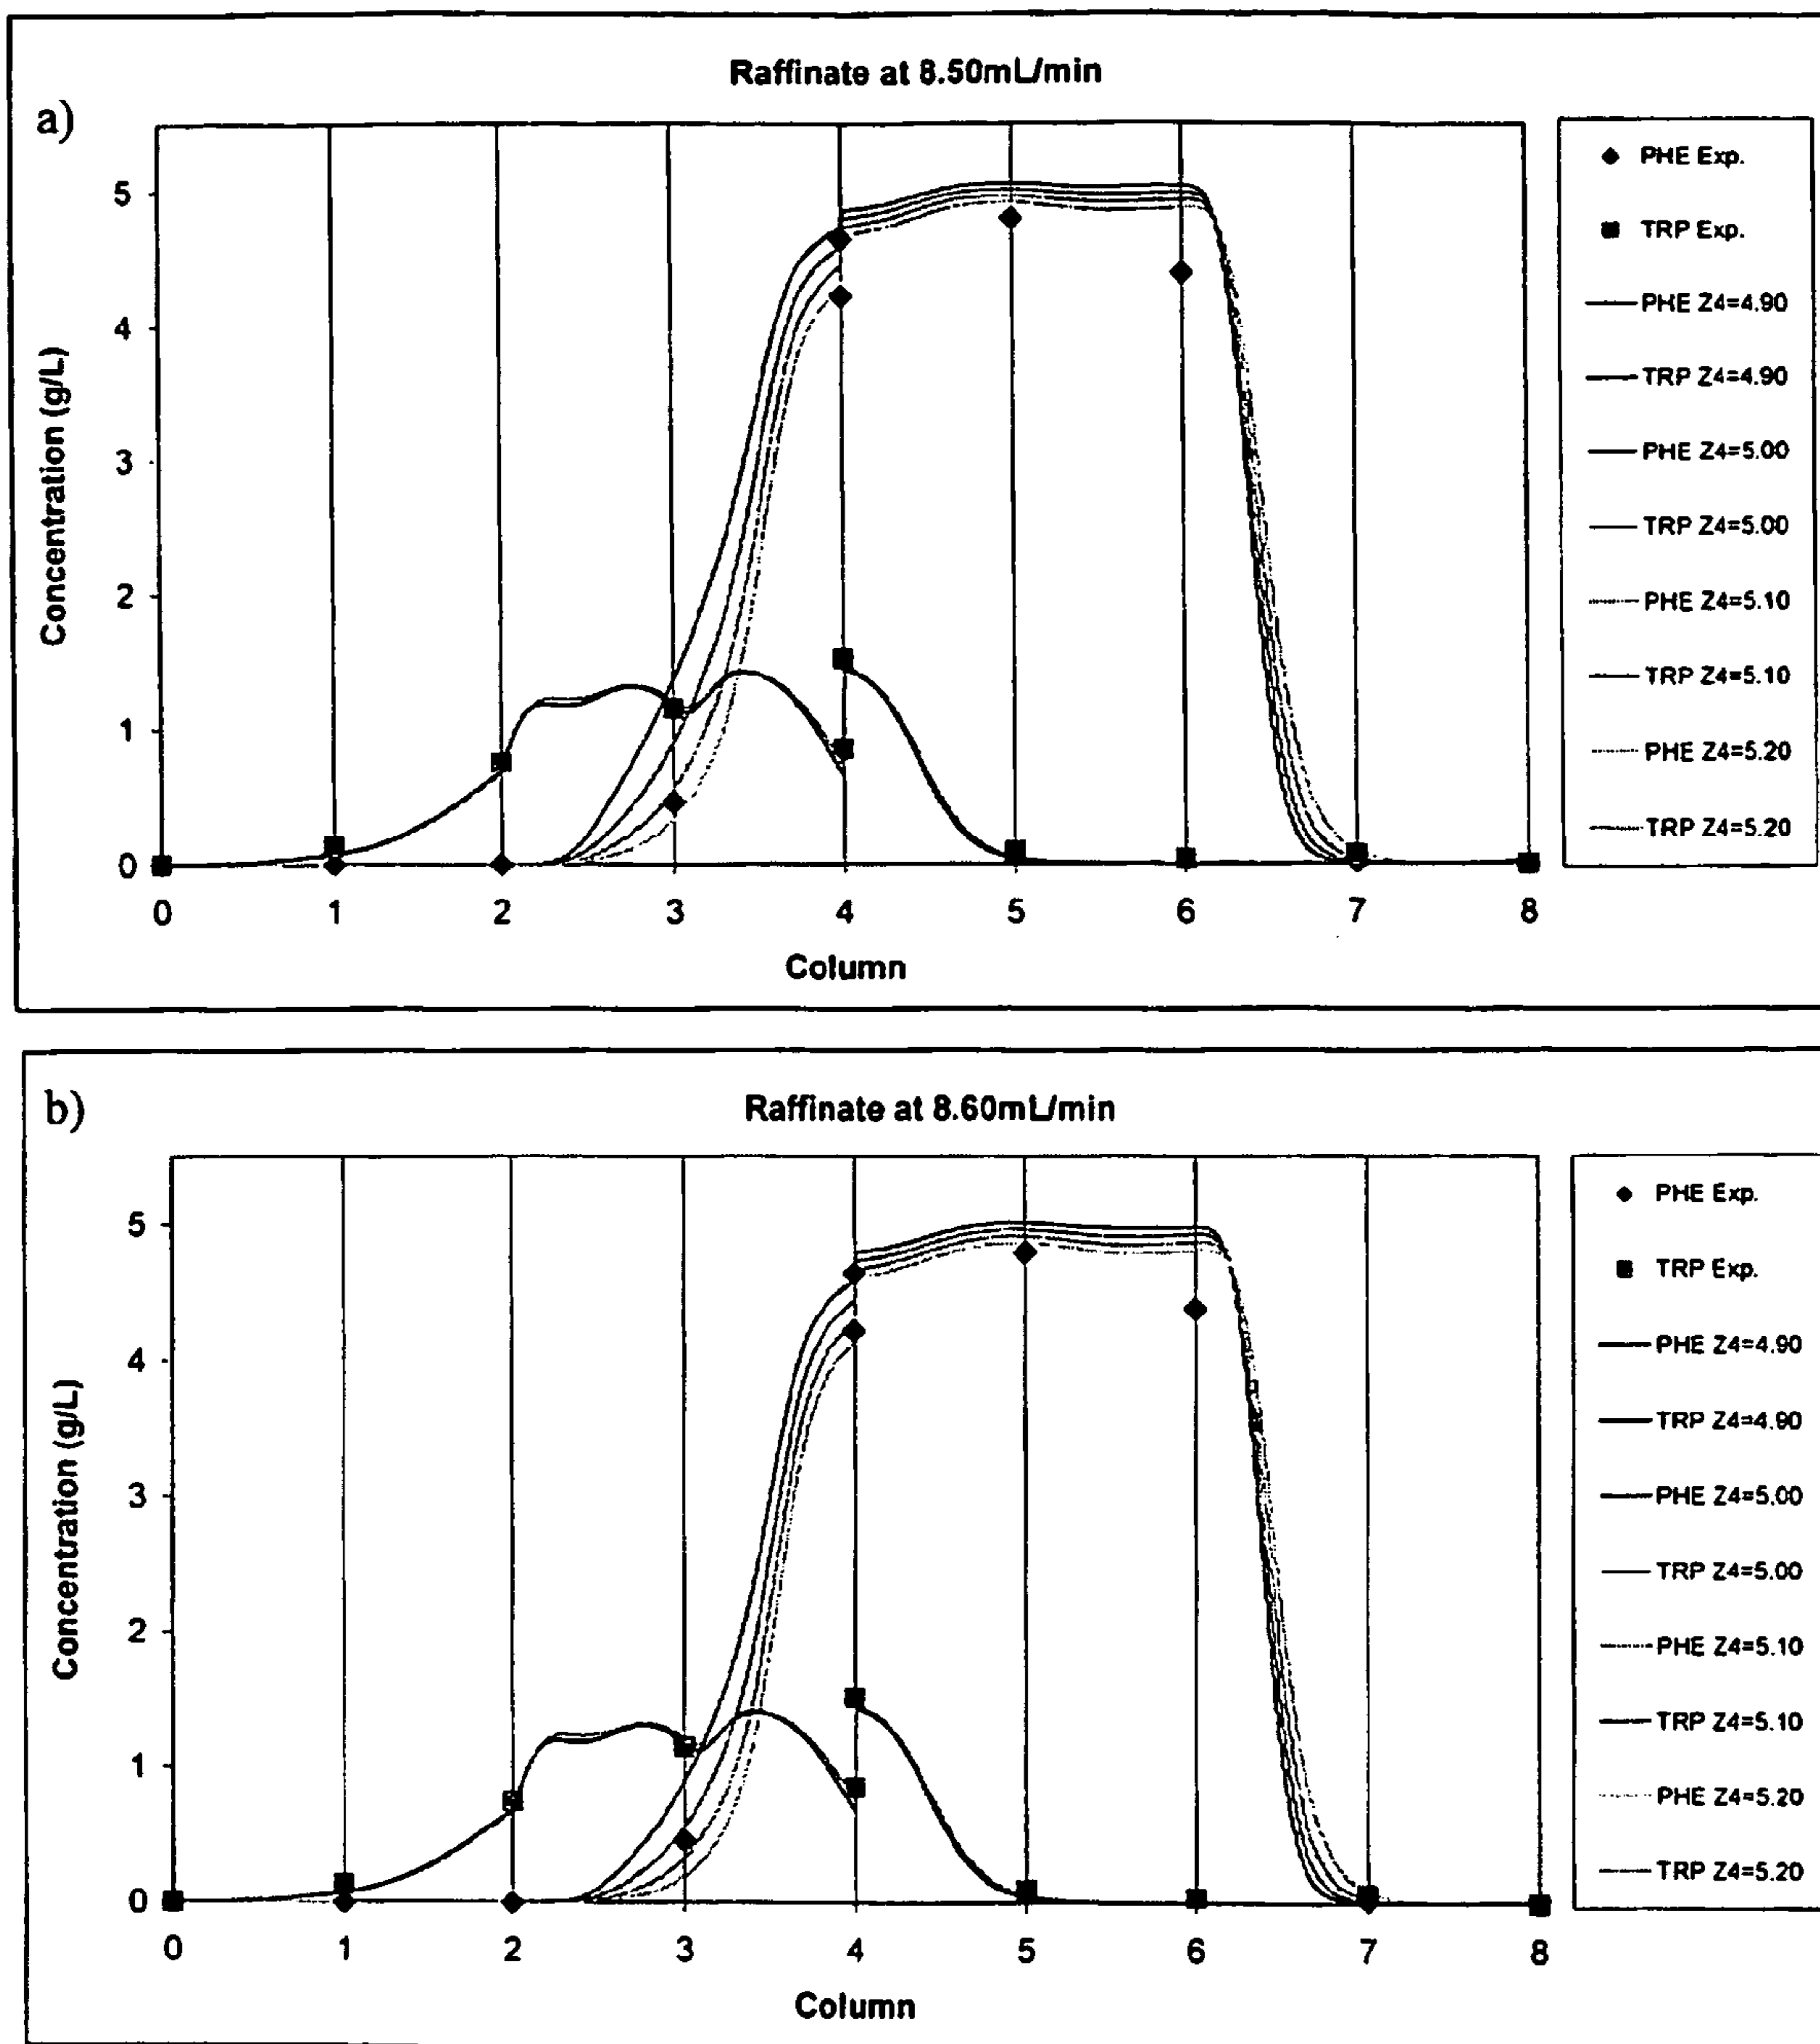 a)
Raffinate at 8.50mL/min
Concentration (g/L)
5
4
3
2
1
0
0 1 2 3 4 5 6 7 8
Column
PHE Exp.
TRP Exp.
PHE Z4=4.90
TRP Z4=4.90
PHE Z4=5.00
TRP Z4=5.00
PHE Z4=5.10
TRP Z4=5.10
PHE Z4=5.20
TRP Z4=5.20
b)
Raffinate at 8.60mL/min
Concentration (g/L)
5
4
3
2
1
0
0 1 2 3 4 5 6 7 8
Column
PHE Exp.
TRP Exp.
PHE Z4=4.90
TRP Z4=4.90
PHE Z4=5.00
TRP Z4=5.00
PHE Z4=5.10
TRP Z4=5.10
PHE Z4=5.20
TRP Z4=5.20